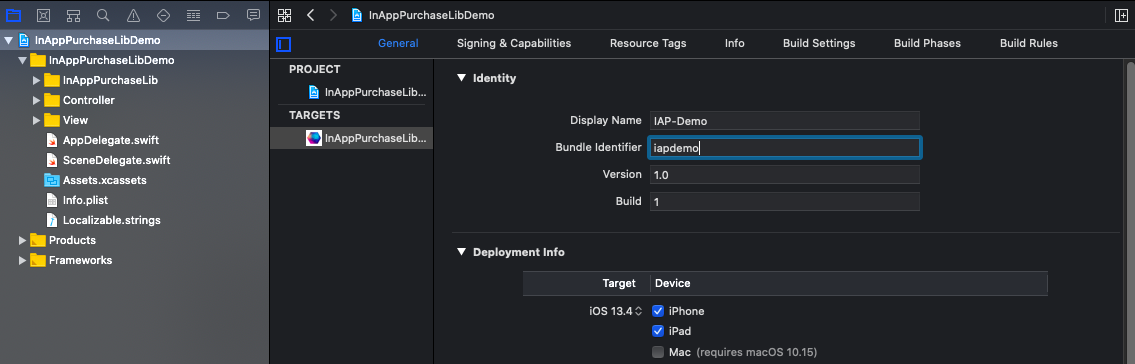 InAppPurchaseLibDemo
InAppPurchaseLibDemo
InAppPurchaseLib
Controller
View
AppDelegate.swift
SceneDelegate.swift
Assets.xcassets
Info.plist
Localizable.strings
Products
Frameworks
InAppPurchaseLibDemo
General Signing & Capabilities Resource Tags Info Build Settings Build Phases Build Rules
PROJECT
InAppPurchaseLib...
TARGETS
InAppPurchaseLib...
Identity
Display Name IAP-Demo
Bundle Identifier iapdemo
Version 1.0
Build 1
Deployment Info
Target Device
iOS 13.4 iPhone
iPad
Mac (requires macOS 10.15)